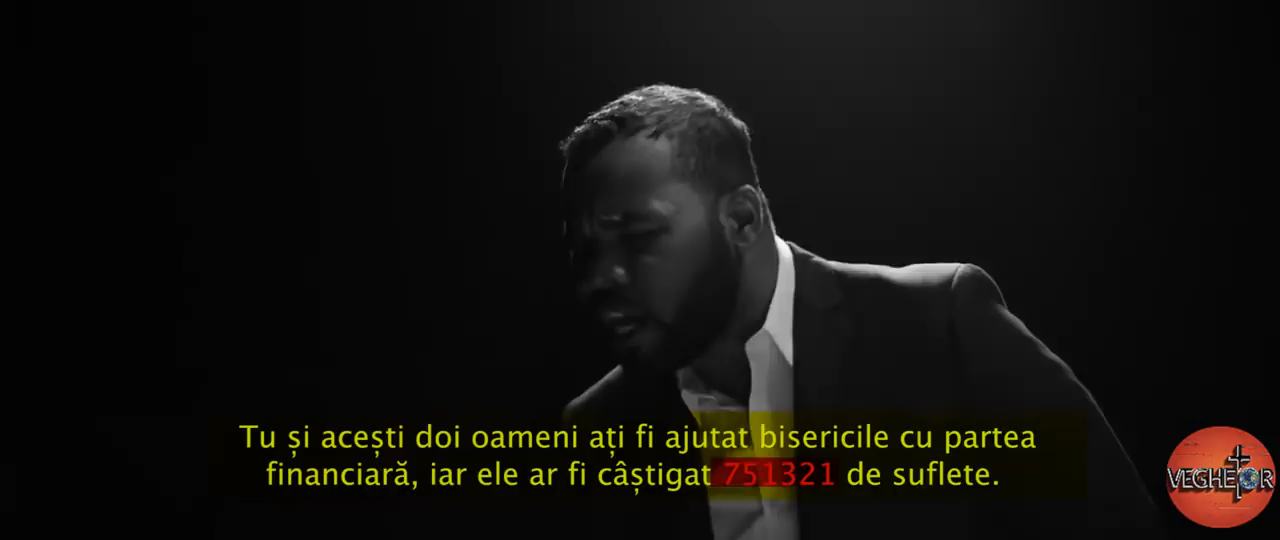 Tu și acești doi oameni ați fi ajutat bisericile cu partea
financiară, iar ele ar fi câștigat 751321 de suflete.
VEGHETOR